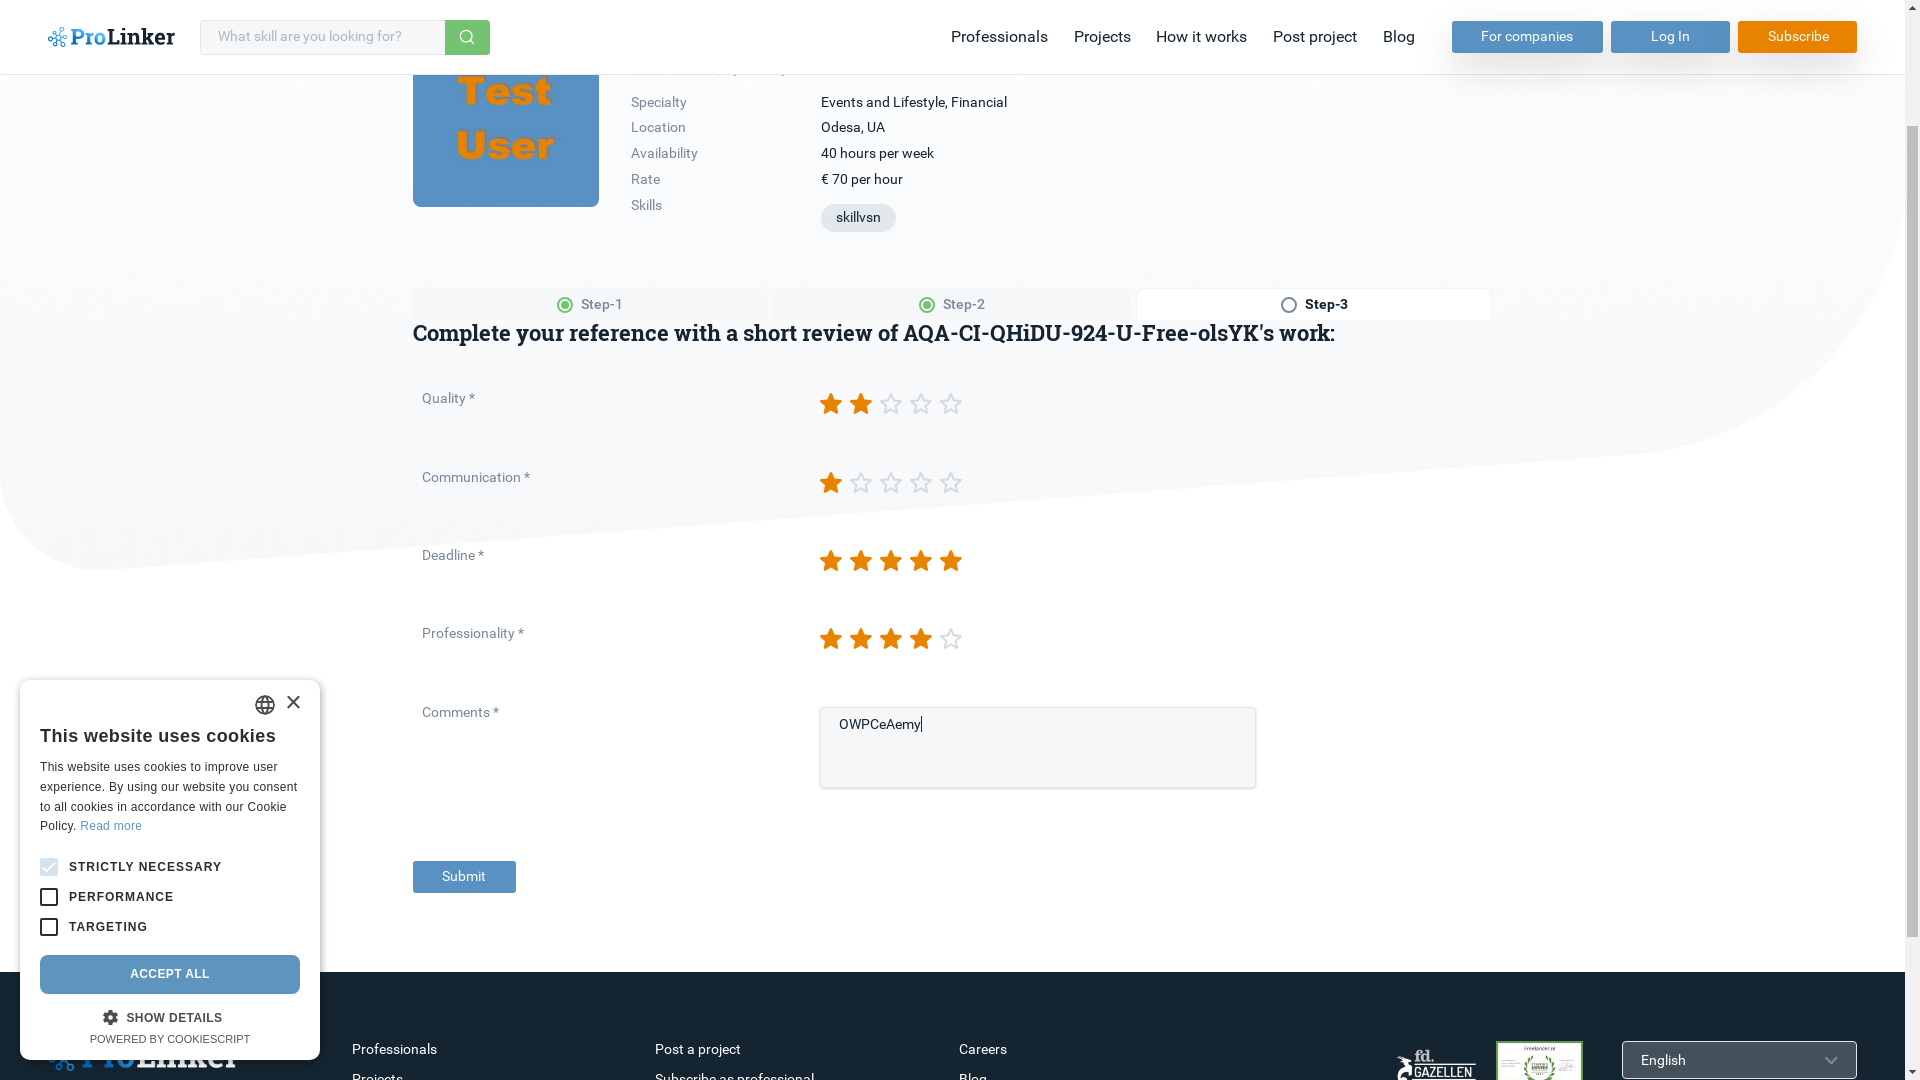 ProLinker
What skill are you looking for?
Professionals
Projects
How it works
Post project
Blog
For companies
Log In
Subscribe
Test
User
Specialty
Events and Lifestyle, Financial
Location
Odesa, UA
Availability
40 hours per week
Rate
€ 70 per hour
Skills
skillvsn
Step-1
Step-2
Step-3
Complete your reference with a short review of AQA-CI-QHiDU-924-U-Free-olsYK's work:
Quality *
Communication *
Deadline *
Professionality *
Comments *
OWPCeAemy
Submit
This website uses cookies
This website uses cookies to improve user
experience. By using our website you consent
to all cookies in accordance with our Cookie
Policy. Read more
STRICTLY NECESSARY
PERFORMANCE
TARGETING
ACCEPT ALL
SHOW DETAILS
POWERED BY COOKIESCRIPT
ProLinker
Professionals
Projects
Post a project
Subscribe as professional
Careers
Blog
fd.
GAZELLEN
Freelancer.nl
English